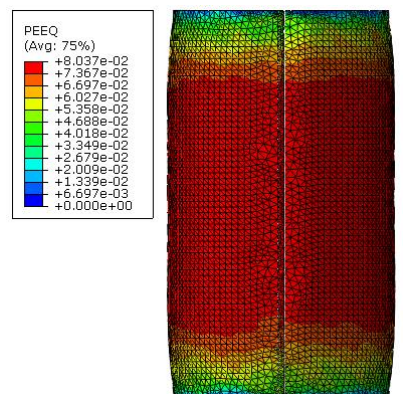 PEEQ
(Avg: 75%)
+8.037e-02
+7.367e-02
+6.697e-02
+6.027e-02
+5.358e-02
+4.688e-02
+4.018e-02
+3.349e-02
+2.679e-02
+2.009e-02
+1.339e-02
+6.697e-03
+0.000e+00